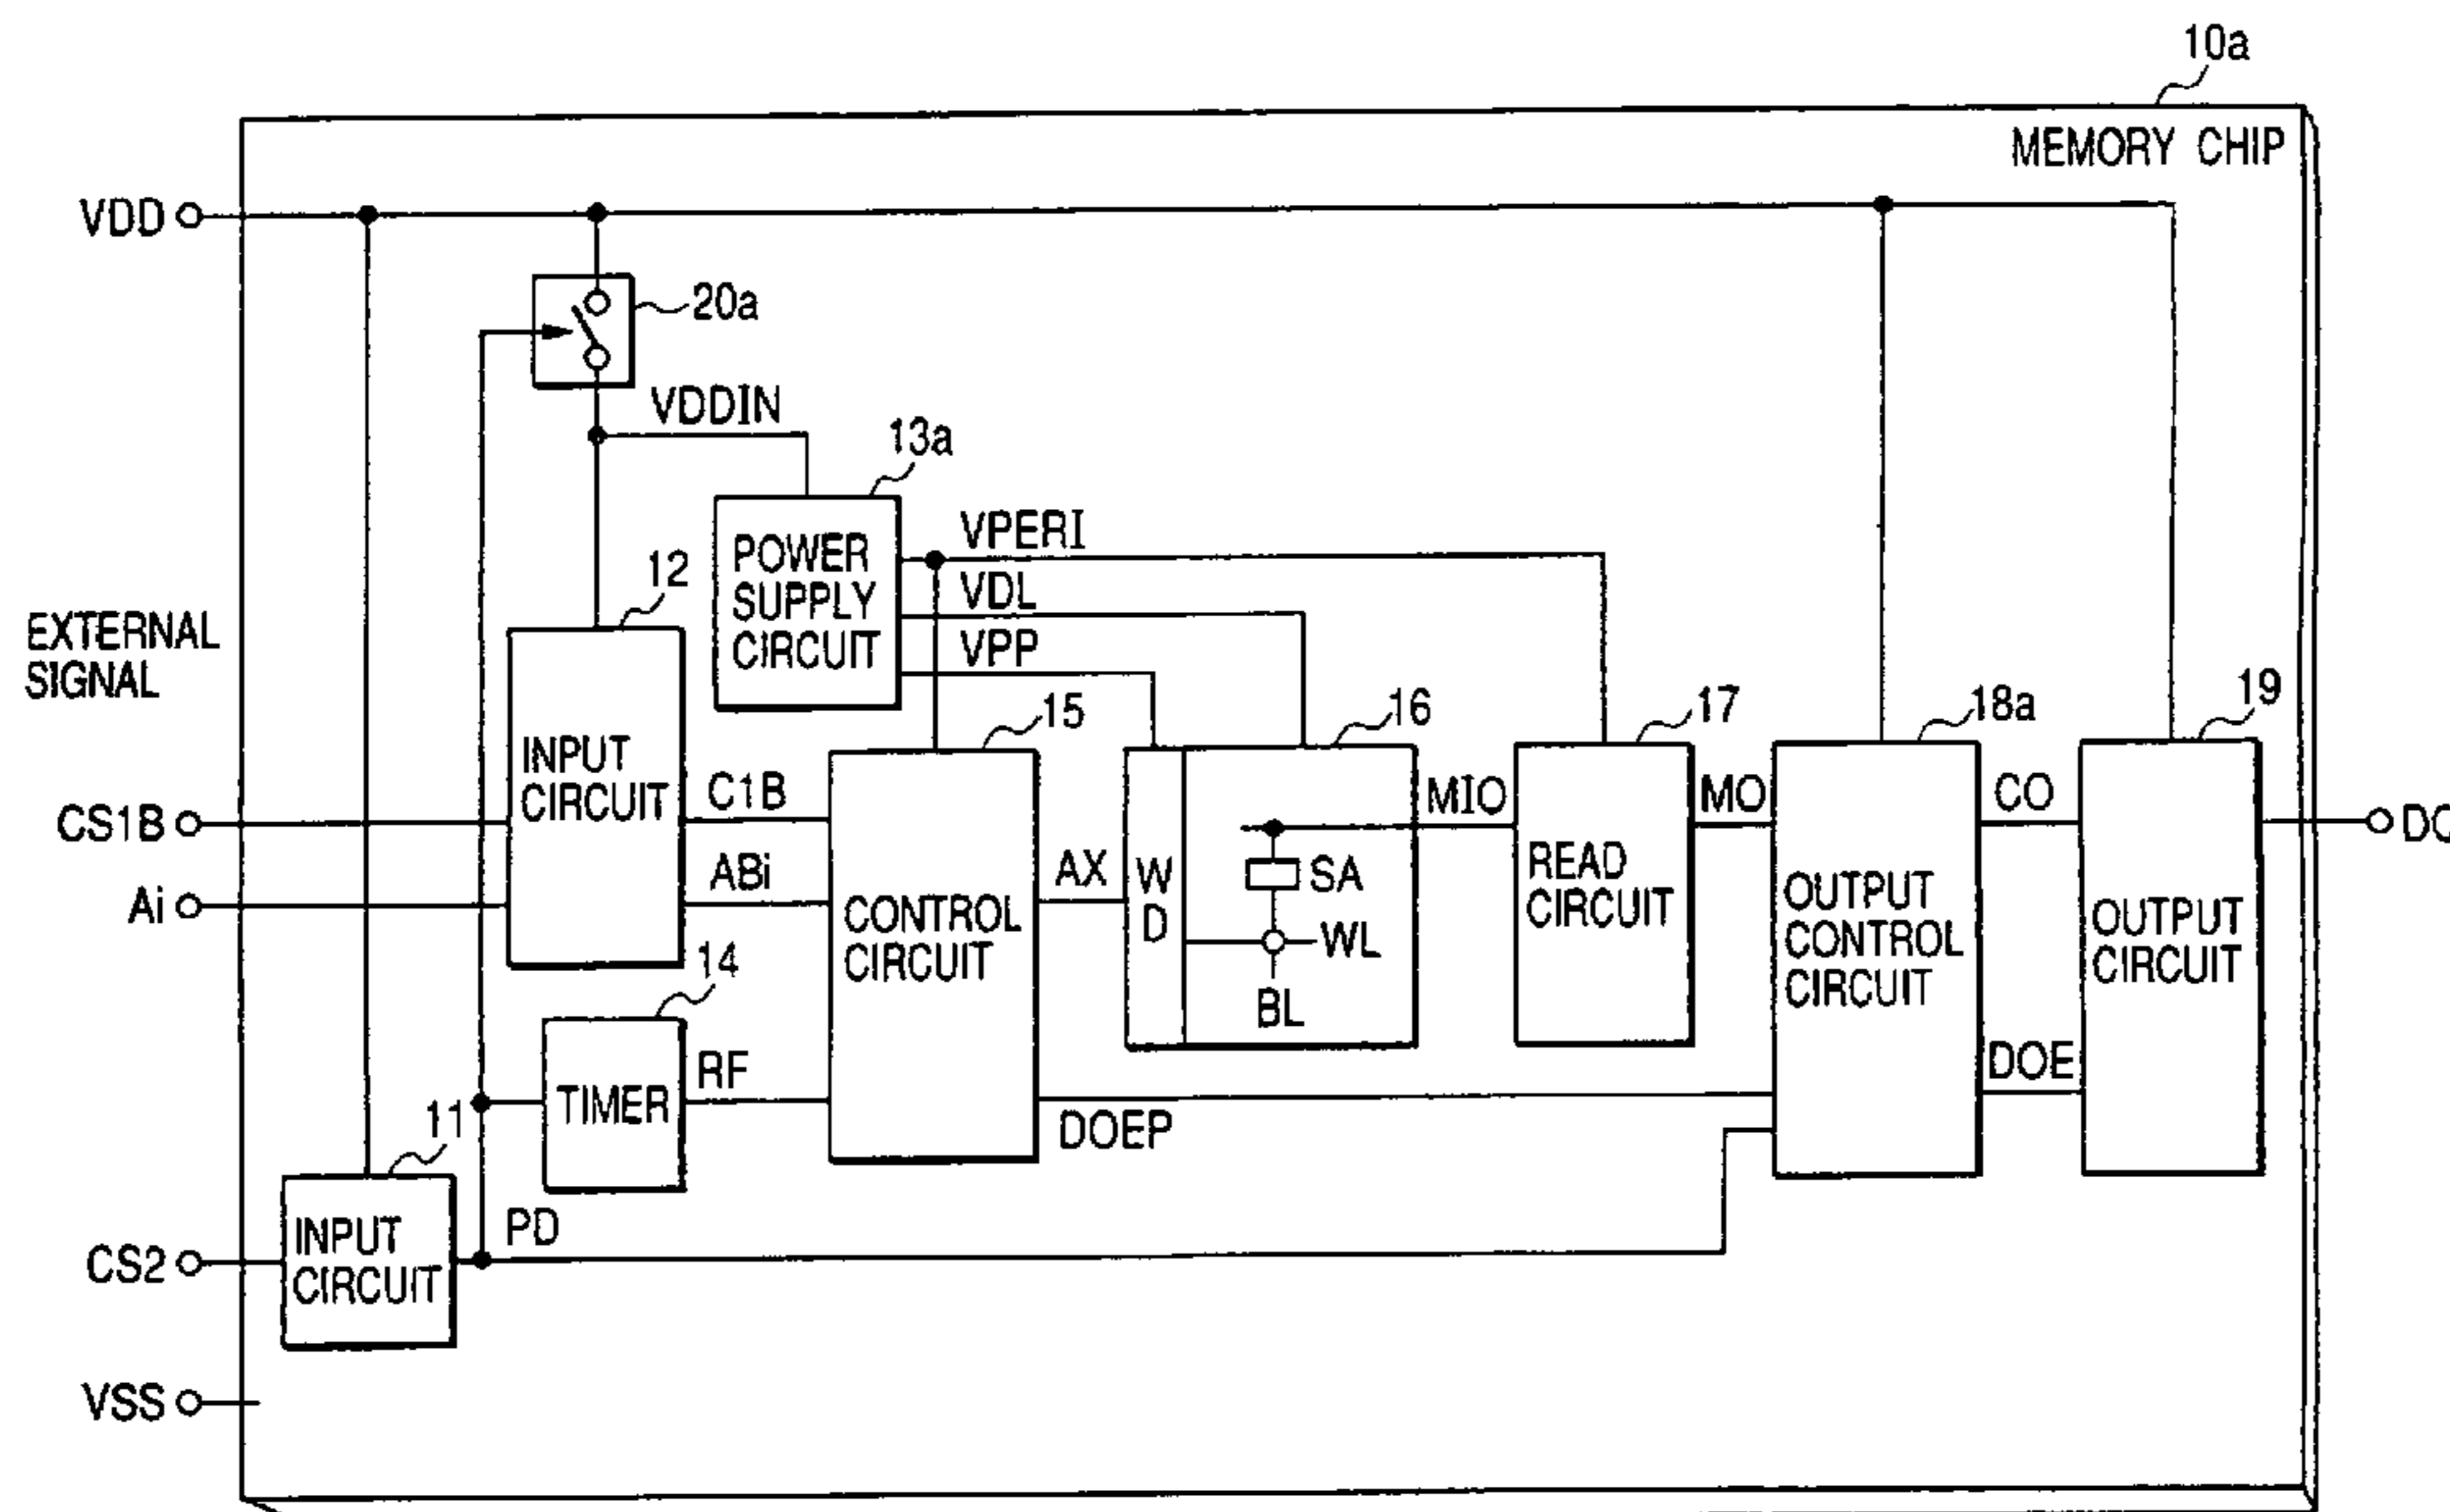 10a
MEMORY CHIP
VDD
20a
VDDIN
13a
POWER
SUPPLY
CIRCUIT
VPERI
VDL
VPP
12
EXTERNAL
SIGNAL
INPUT
CIRCUIT
15
16
17
18a
19
CS1B
C1B
Ai
ABi
CONTROL
CIRCUIT
AX
W
D
SA
WL
BL
MIO
READ
CIRCUIT
MO
OUTPUT
CONTROL
CIRCUIT
CO
OUTPUT
CIRCUIT
14
TIMER
RF
DOEP
DOE
11
INPUT
CIRCUIT
PD
CS2
VSS